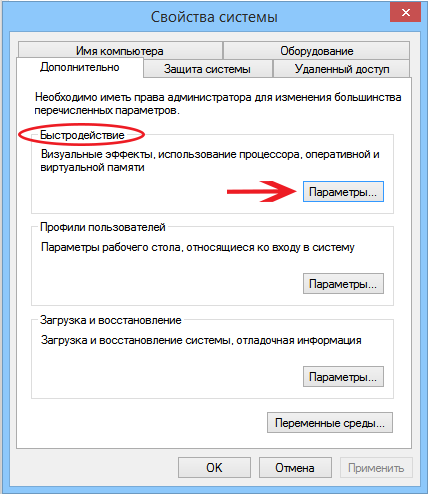 Свойства системы
Имя компьютера
Оборудование
Дополнительно
Защита системы
Удаленный доступ
Необходимо иметь права администратора для изменения большинства
перечисленных параметров.
Быстродействие
Визуальные эффекты, использование процессора, оперативной и
виртуальной памяти
Параметры...
Профили пользователей
Параметры рабочего стола, относящиеся ко входу в систему
Параметры...
Загрузка и восстановление
Загрузка и восстановление системы, отладочная информация
Параметры...
Переменные среды...
OK
Отмена
Применить